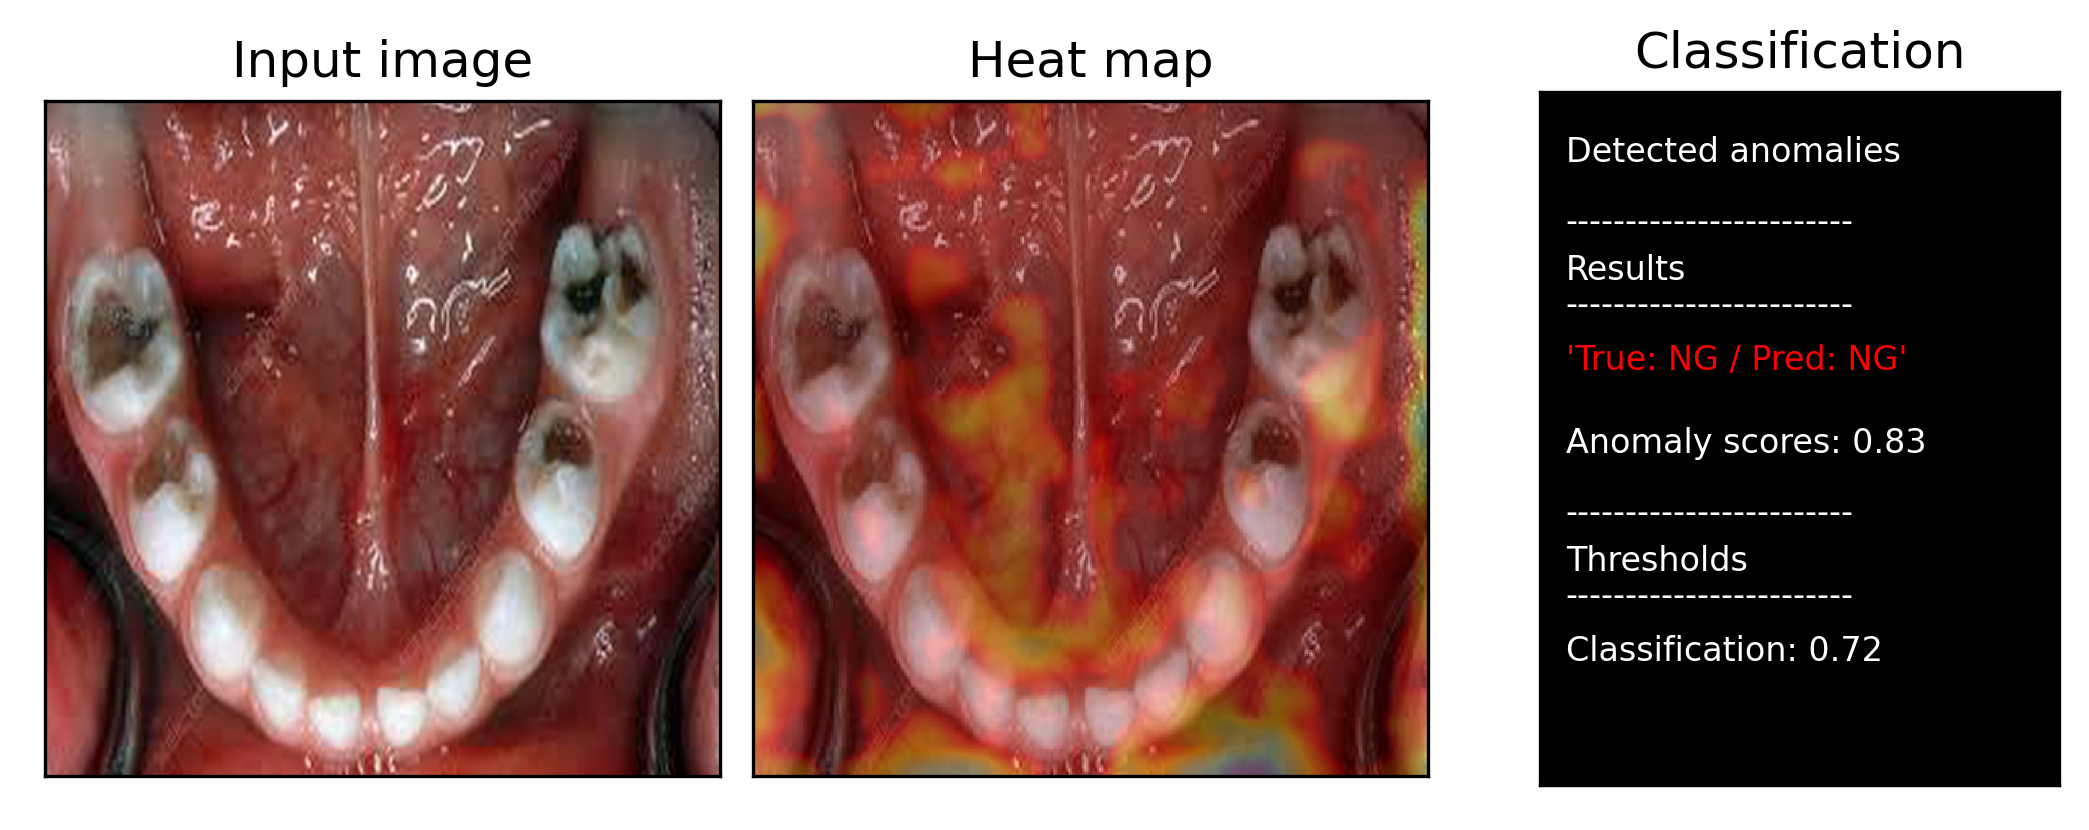 Input image
Heat map
Classification
Detected anomalies
------------------------
Results
------------------------
'True: NG / Pred: NG'
Anomaly scores: 0.83
------------------------
Thresholds
------------------------
Classification: 0.72